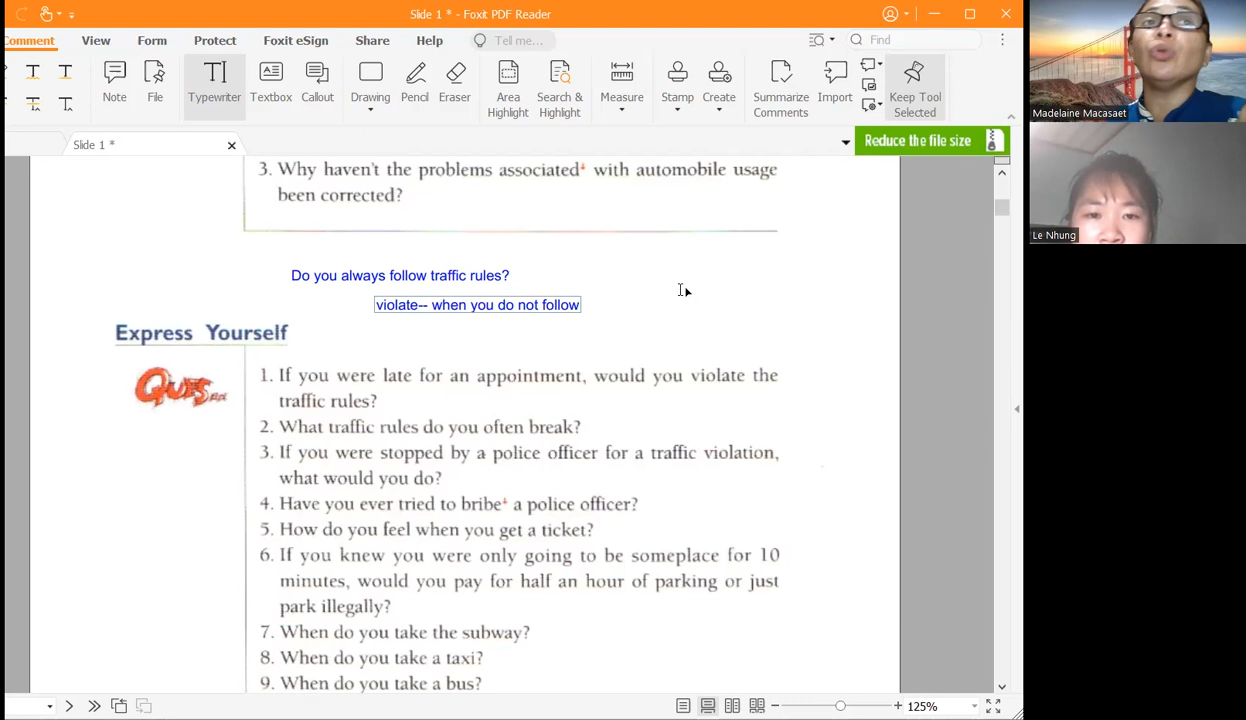 Slide 1 * - Foxit PDF Reader
Comment View Form Protect Foxit eSign Share Help Tell me... Find
Note File Typewriter Textbox Callout Drawing Pencil Eraser Area Highlight Search & Highlight Measure Stamp Create Summarize Comments Import Keep Tool Selected
Slide 1 *
Reduce the file size
3. Why haven't the problems associated with automobile usage
been corrected?
Do you always follow traffic rules?
violate-- when you do not follow
Express Yourself
QUES...
1. If you were late for an appointment, would you violate the
traffic rules?
2. What traffic rules do you often break?
3. If you were stopped by a police officer for a traffic violation,
what would you do?
4. Have you ever tried to bribe a police officer?
5. How do you feel when you get a ticket?
6. If you knew you were only going to be someplace for 10
minutes, would you pay for half an hour of parking or just
park illegally?
7. When do you take the subway?
8. When do you take a taxi?
9. When do you take a bus?
125%
Madelaine Macasaet
Le Nhung